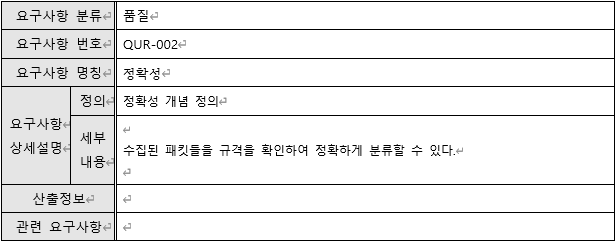 요구사항 분류 품질
요구사항 번호 QUR-002
요구사항 명칭 정확성
요구사항 상세설명 정의 정확성 개념 정의
세부 내용 수집된 패킷들을 규격을 확인하여 정확하게 분류할 수 있다.
산출정보
관련 요구사항